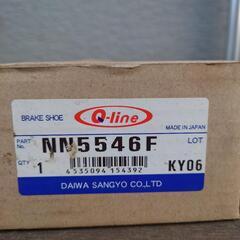 Q-line
BRAKE SHOE
MADE IN JAPAN
PART No. NN5546F LOT
QTY 1 4535094 154392 KY06
DAIWA SANGYO CO.,LTD